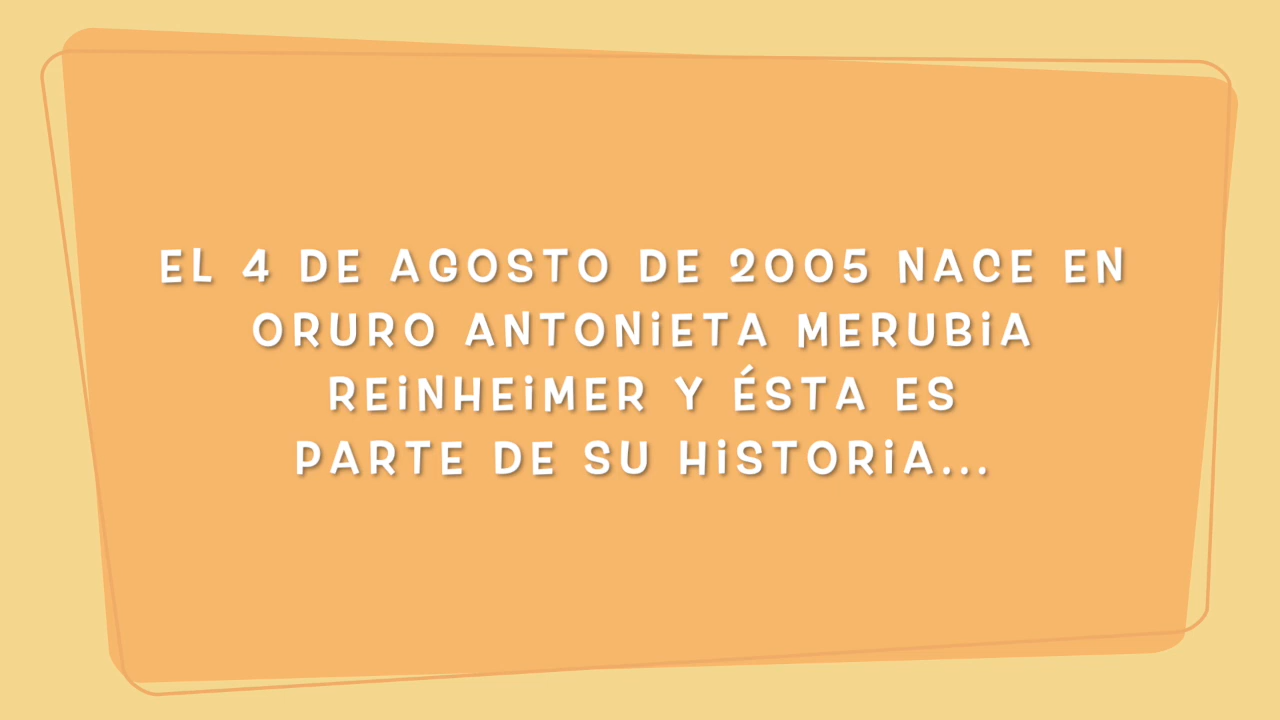 EL 4 DE AGOSTO DE 2005 NACE EN
ORURO ANTONiETA MERUBiA
REiNHEiMER Y ÉSTA ES
PARTE DE SU HiSTORiA...